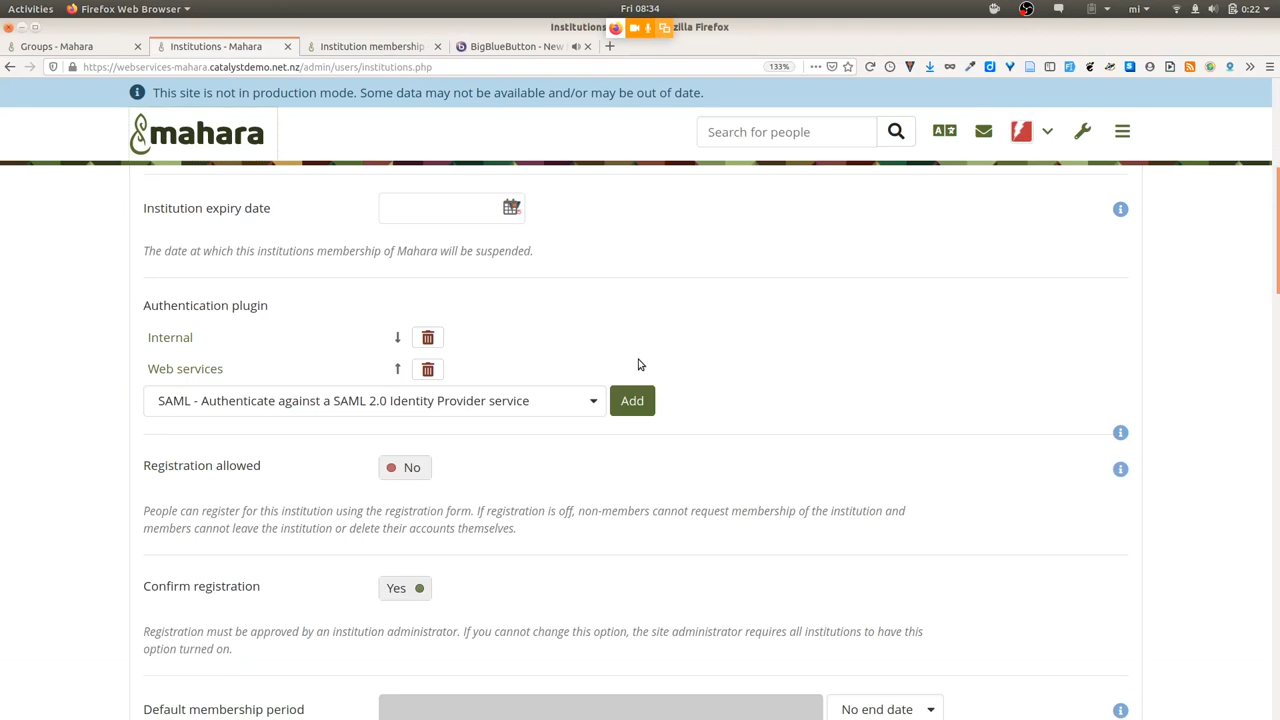 Activities
Firefox Web Browser
Fri 08:34
mi
0:22
Institutions
zilla Firefox
Groups - Mahara
Institutions - Mahara
Institution membership
BigBlueButton - New
https://webservices-mahara.catalystdemo.net.nz/admin/users/institutions.php
133%
This site is not in production mode. Some data may not be available and/or may be out of date.
mahara
Search for people
Institution expiry date
The date at which this institutions membership of Mahara will be suspended.
Authentication plugin
Internal
Web services
SAML - Authenticate against a SAML 2.0 Identity Provider service
Add
Registration allowed
No
People can register for this institution using the registration form. If registration is off, non-members cannot request membership of the institution and
members cannot leave the institution or delete their accounts themselves.
Confirm registration
Yes
Registration must be approved by an institution administrator. If you cannot change this option, the site administrator requires all institutions to have this
option turned on.
Default membership period
No end date